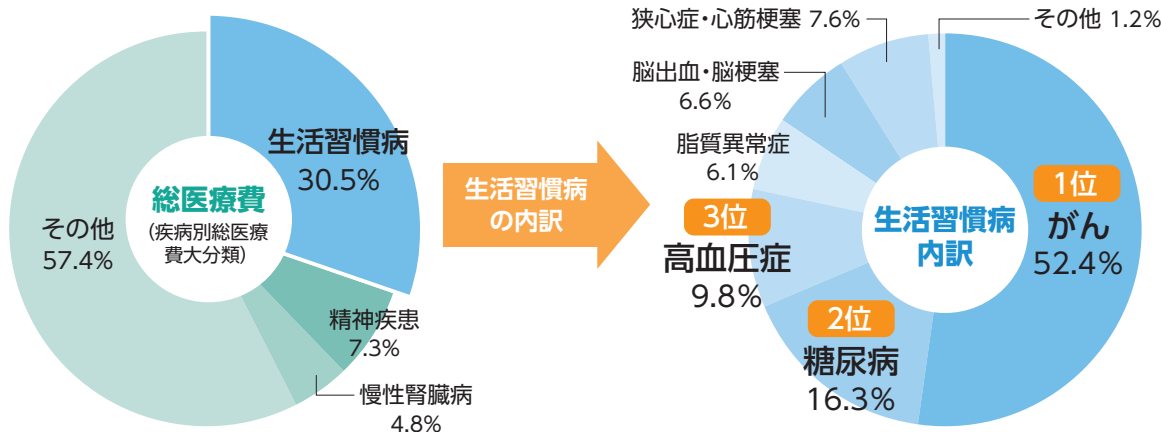 生活習慣病
30.5%
総医療費
(疾病別総医療
費大分類)
その他
57.4%
精神疾患
7.3%
慢性腎臓病
4.8%
生活習慣病
の内訳
狭心症・心筋梗塞 7.6%
その他 1.2%
脳出血・脳梗塞
6.6%
脂質異常症
6.1%
3位
高血圧症
9.8%
2位
糖尿病
16.3%
1位
がん
52.4%
生活習慣病
内訳